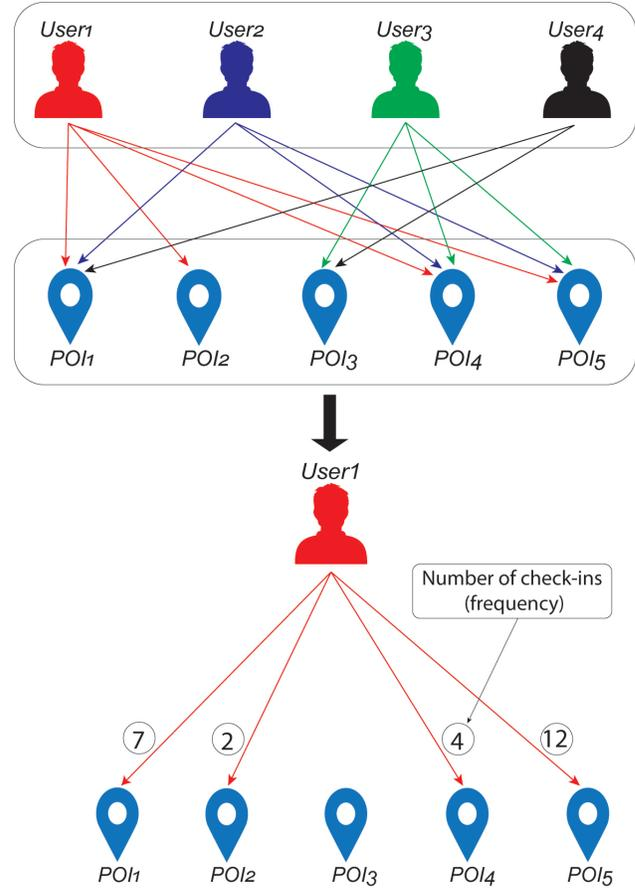 User1 User2 User3 User4
POI1 POI2 POI3 POI4 POI5
User1
Number of check-ins
(frequency)
7 2 4 12
POI1 POI2 POI3 POI4 POI5